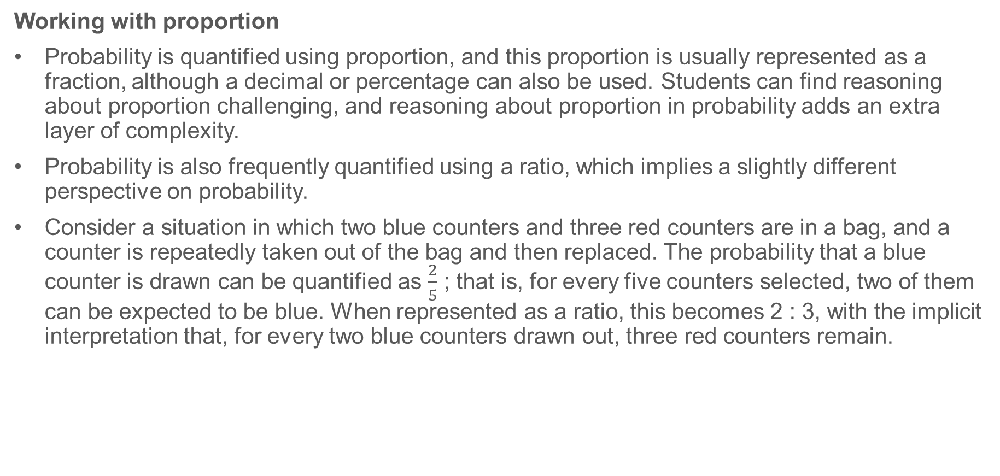 Working with proportion
• Probability is quantified using proportion, and this proportion is usually represented as a
fraction, although a decimal or percentage can also be used. Students can find reasoning
about proportion challenging, and reasoning about proportion in probability adds an extra
layer of complexity.
• Probability is also frequently quantified using a ratio, which implies a slightly different
perspective on probability.
• Consider a situation in which two blue counters and three red counters are in a bag, and a
counter is repeatedly taken out of the bag and then replaced. The probability that a blue
counter is drawn can be quantified as 2/5 ; that is, for every five counters selected, two of them
can be expected to be blue. When represented as a ratio, this becomes 2 : 3, with the implicit
interpretation that, for every two blue counters drawn out, three red counters remain.